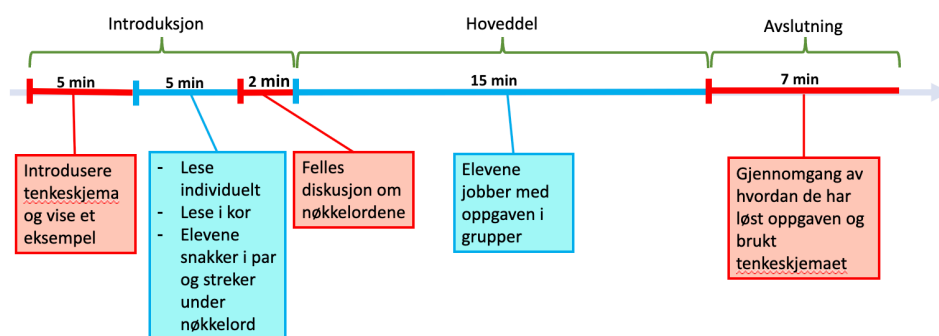 Introduksjon
Hoveddel
Avslutning
5 min
5 min
2 min
15 min
7 min
Introdusere
tenkeskjema
og vise et
eksempel
- Lese
individuelt
- Lese i kor
- Elevene
snakker i par
og streker
under
nøkkelord
Felles
diskusjon om
nøkkelordene
Elevene
jobber med
oppgaven i
grupper
Gjennomgang av
hvordan de har
løst oppgaven og
brukt
tenkeskjemaet